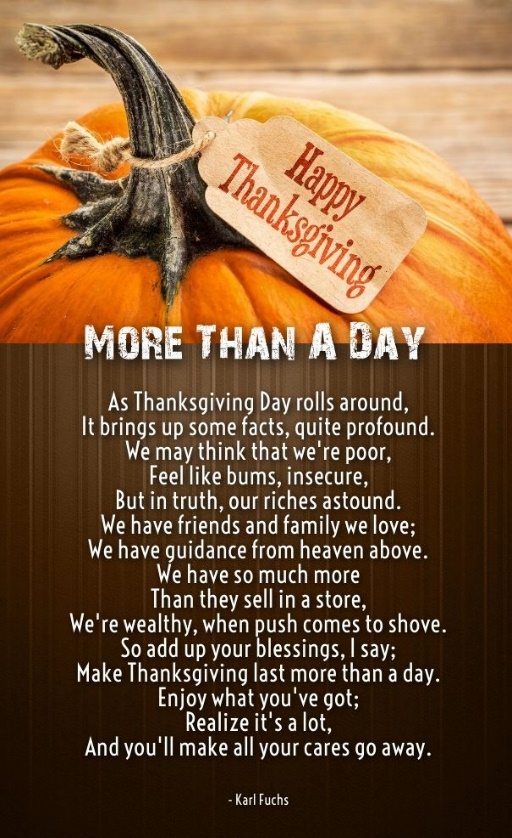 Happy
Thanksgiving
More Than A Day
As Thanksgiving Day rolls around,
It brings up some facts, quite profound.
We may think that we're poor,
Feel like bums, insecure,
But in truth, our riches astound.
We have friends and family we love;
We have guidance from heaven above.
We have so much more
Than they sell in a store,
We're wealthy, when push comes to shove.
So add up your blessings, I say;
Make Thanksgiving last more than a day.
Enjoy what you've got;
Realize it's a lot,
And you'll make all your cares go away.
- Karl Fuchs